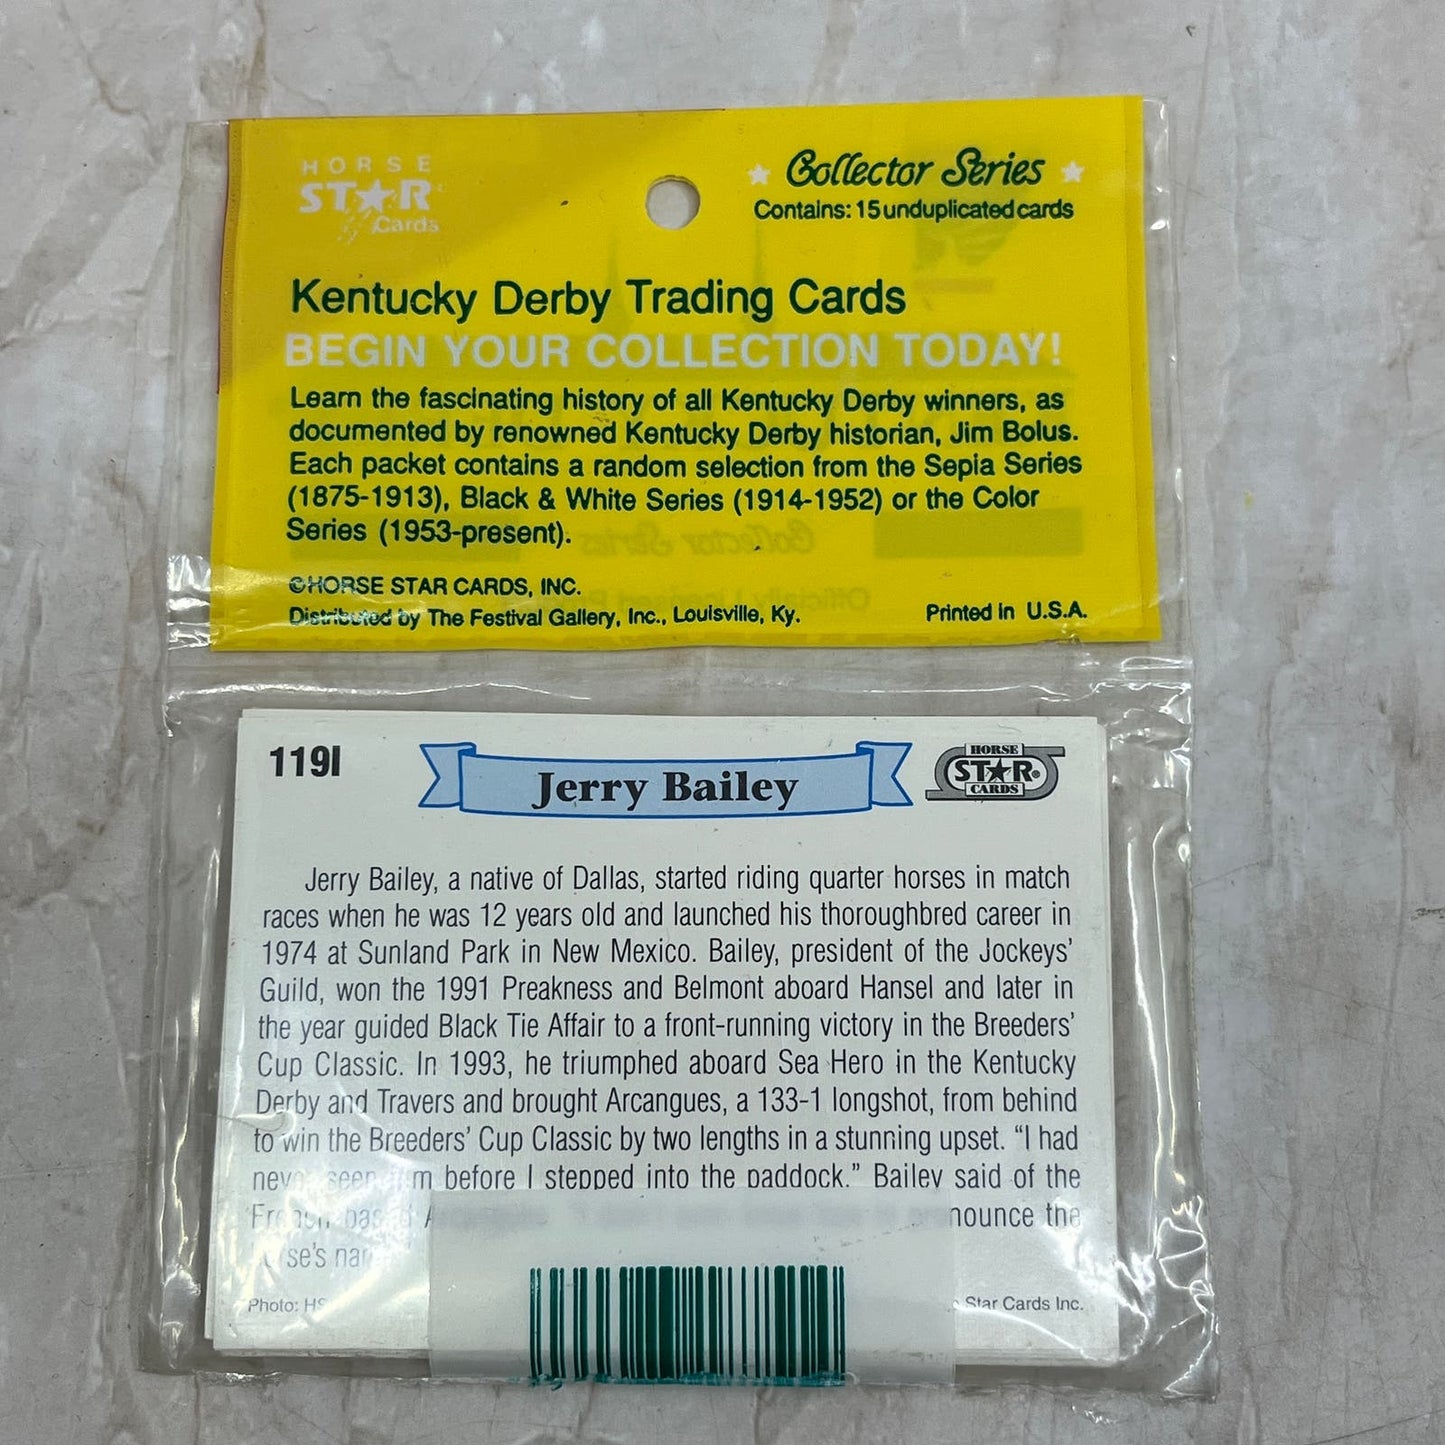 HORSE
STAR
Cards
Collector Series
Contains: 15 unduplicated cards
Kentucky Derby Trading Cards
BEGIN YOUR COLLECTION TODAY!
Learn the fascinating history of all Kentucky Derby winners, as
documented by renowned Kentucky Derby historian, Jim Bolus.
Each packet contains a random selection from the Sepia Series
(1875-1913), Black & White Series (1914-1952) or the Color
Series (1953-present).
©HORSE STAR CARDS, INC.
Distributed by The Festival Gallery, Inc., Louisville, Ky.
Printed in U.S.A.
119I
Jerry Bailey
HORSE
STAR®
CARDS
Jerry Bailey, a native of Dallas, started riding quarter horses in match
races when he was 12 years old and launched his thoroughbred career in
1974 at Sunland Park in New Mexico. Bailey, president of the Jockeys'
Guild, won the 1991 Preakness and Belmont aboard Hansel and later in
the year guided Black Tie Affair to a front-running victory in the Breeders'
Cup Classic. In 1993, he triumphed aboard Sea Hero in the Kentucky
Derby and Travers and brought Arcangues, a 133-1 longshot, from behind
to win the Breeders' Cup Classic by two lengths in a stunning upset. "I had
seen before I stepped into the paddock." Bailey said of the
the
Photo:
Star Cards Inc.